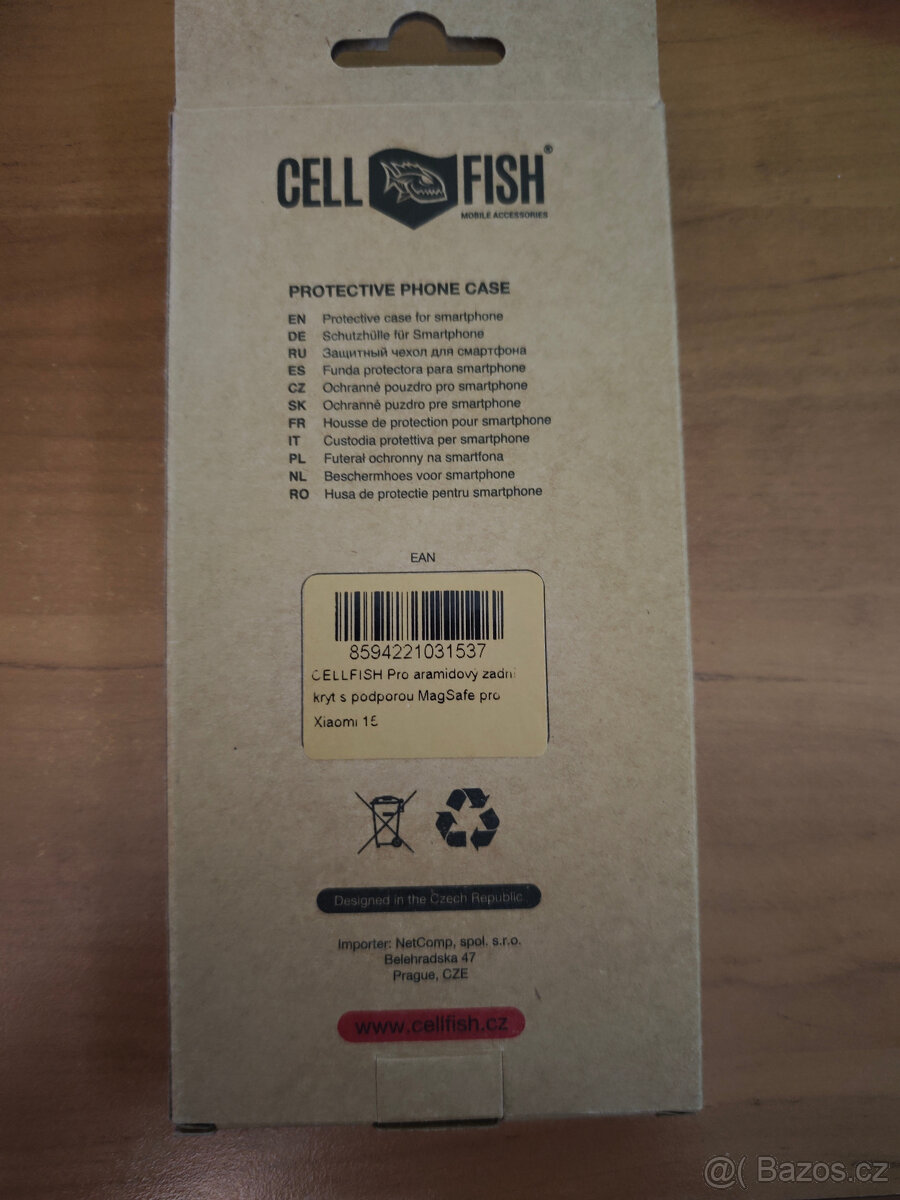 CELL FISH®
MOBILE ACCESSORIES
PROTECTIVE PHONE CASE
EN Protective case for smartphone
DE Schutzhülle für Smartphone
RU Защитный чехол для смартфона
ES Funda protectora para smartphone
CZ Ochranné pouzdro pro smartphone
SK Ochranné puzdro pre smartphone
FR Housse de protection pour smartphone
IT Custodia protettiva per smartphone
PL Futerał ochronny na smartfona
NL Beschermhoes voor smartphone
RO Husa de protectie pentru smartphone
EAN
8594221031537
CELLFISH Pro aramidový zadní
kryt s podporou MagSafe pro
Xiaomi 15
Designed in the Czech Republic
Importer: NetComp, spol. s.r.o.
Belehradska 47
Prague, CZE
www.cellfish.cz
@( Bazos.cz